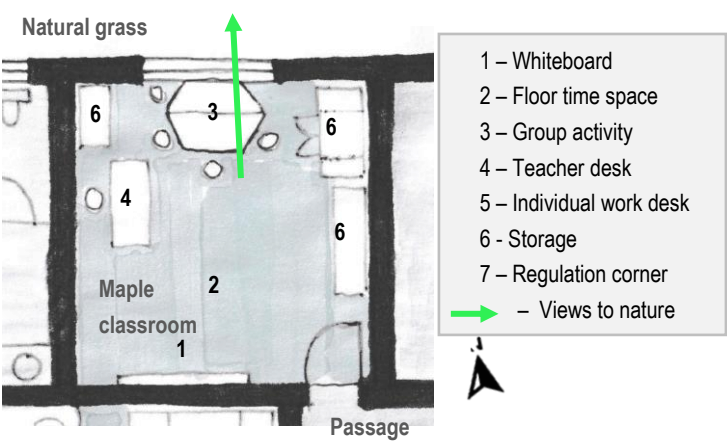 Natural grass
6
3
6
4
6
2
Maple
classroom
1
Passage
1 – Whiteboard
2 – Floor time space
3 – Group activity
4 – Teacher desk
5 – Individual work desk
6 - Storage
7 – Regulation corner
– Views to nature